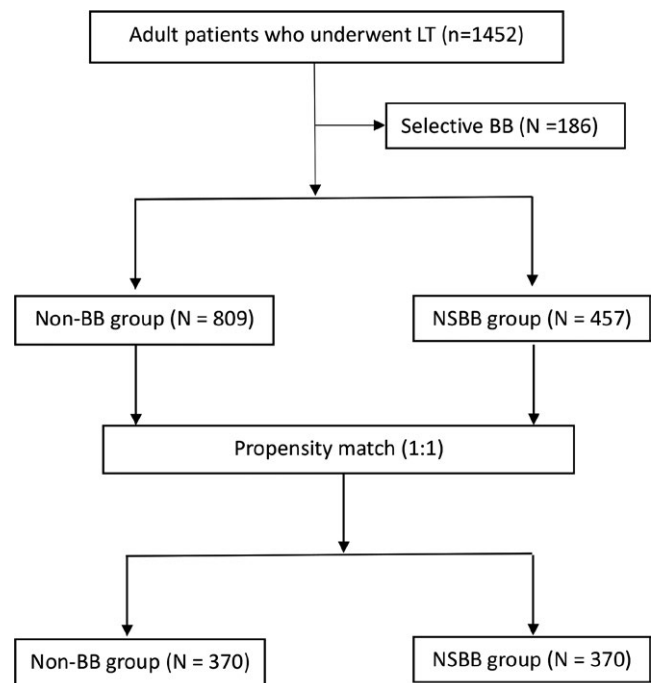 Adult patients who underwent LT (n=1452)
Selective BB (N =186)
Non-BB group (N = 809)
NSBB group (N = 457)
Propensity match (1:1)
Non-BB group (N = 370)
NSBB group (N = 370)